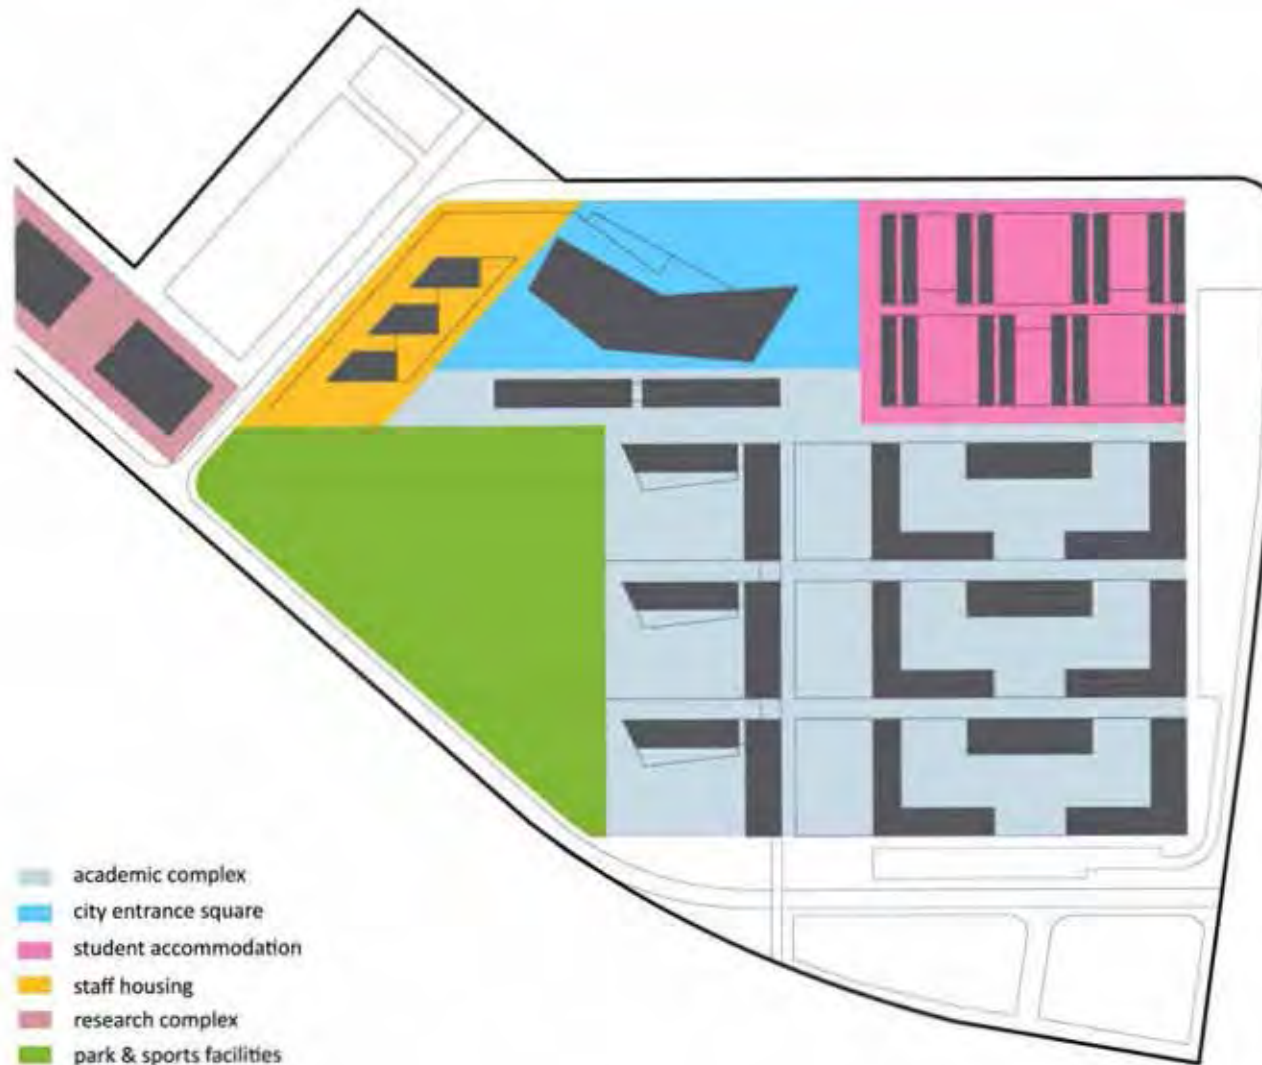 academic complex
city entrance square
student accommodation
staff housing
research complex
park & sports facilities